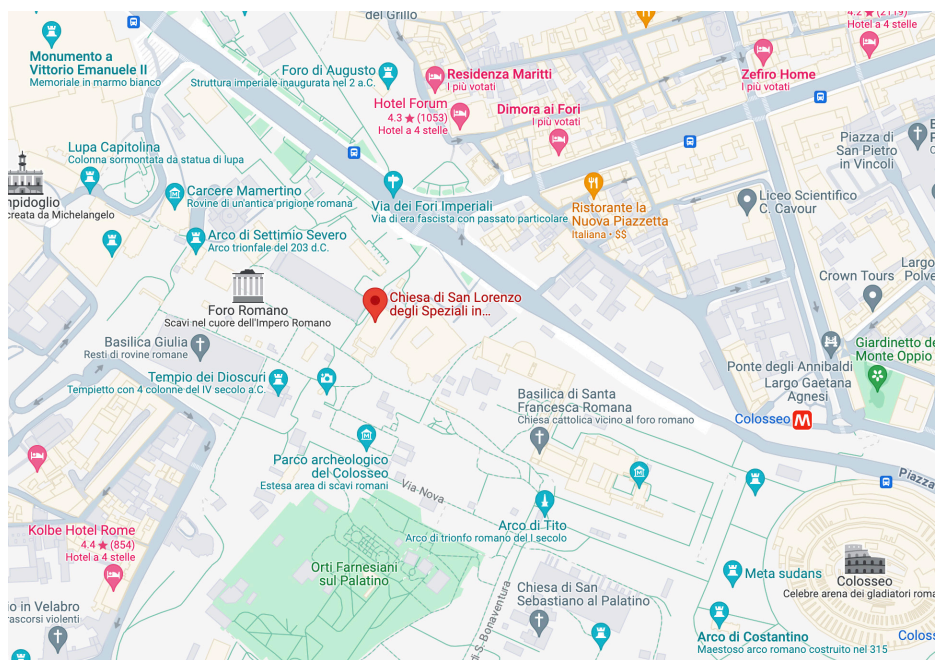 del Grillo
4.2 ★ (2119)
Hotel a 4 stelle
Monumento a
Vittorio Emanuele II
Memoriale in marmo bianco
Foro di Augusto
Struttura imperiale inaugurata nel 2 a.C.
Residenza Maritti
I più votati
Zefiro Home
I più votati
Hotel Forum
4.3 ★ (1053)
Hotel a 4 stelle
Dimora ai Fori
I più votati
Piazza di
San Pietro
in Vincoli
Lupa Capitolina
Colonna sormontata da statua di lupa
Carcere Mamertino
Rovine di un'antica prigione romana
mpidoglio
creata da Michelangelo
Via dei Fori Imperiali
Via di era fascista con passato particolare
Ristorante la
Nuova Piazzetta
Italiana · $$
Liceo Scientifico
C. Cavour
Arco di Settimio Severo
Arco trionfale del 203 d.C.
Largo
Polve
Crown Tours
Foro Romano
Scavi nel cuore dell'Impero Romano
Chiesa di San Lorenzo
degli Speziali in...
Basilica Giulia
Resti di rovine romane
Giardinetto de
Monte Oppio
Ponte degli Annibaldi
Largo Gaetana
Agnesi
Tempio dei Dioscuri
Tempietto con 4 colonne del IV secolo a.C.
Basilica di Santa
Francesca Romana
Chiesa cattolica vicino al foro romano
Colosseo M
Parco archeologico
del Colosseo
Estesa area di scavi romani
Via Nova
Piazza
Arco di Tito
Arco di trionfo romano del I secolo
Kolbe Hotel Rome
4.4 ★ (854)
Hotel a 4 stelle
Orti Farnesiani
sul Palatino
Meta sudans
Colosseo
Celebre arena dei gladiatori roma
Chiesa di San
Sebastiano al Palatino
di S. Bonaventura
io in Velabro
rascorsi violenti
Arco di Costantino
Maestoso arco romano costruito nel 315
Coloss